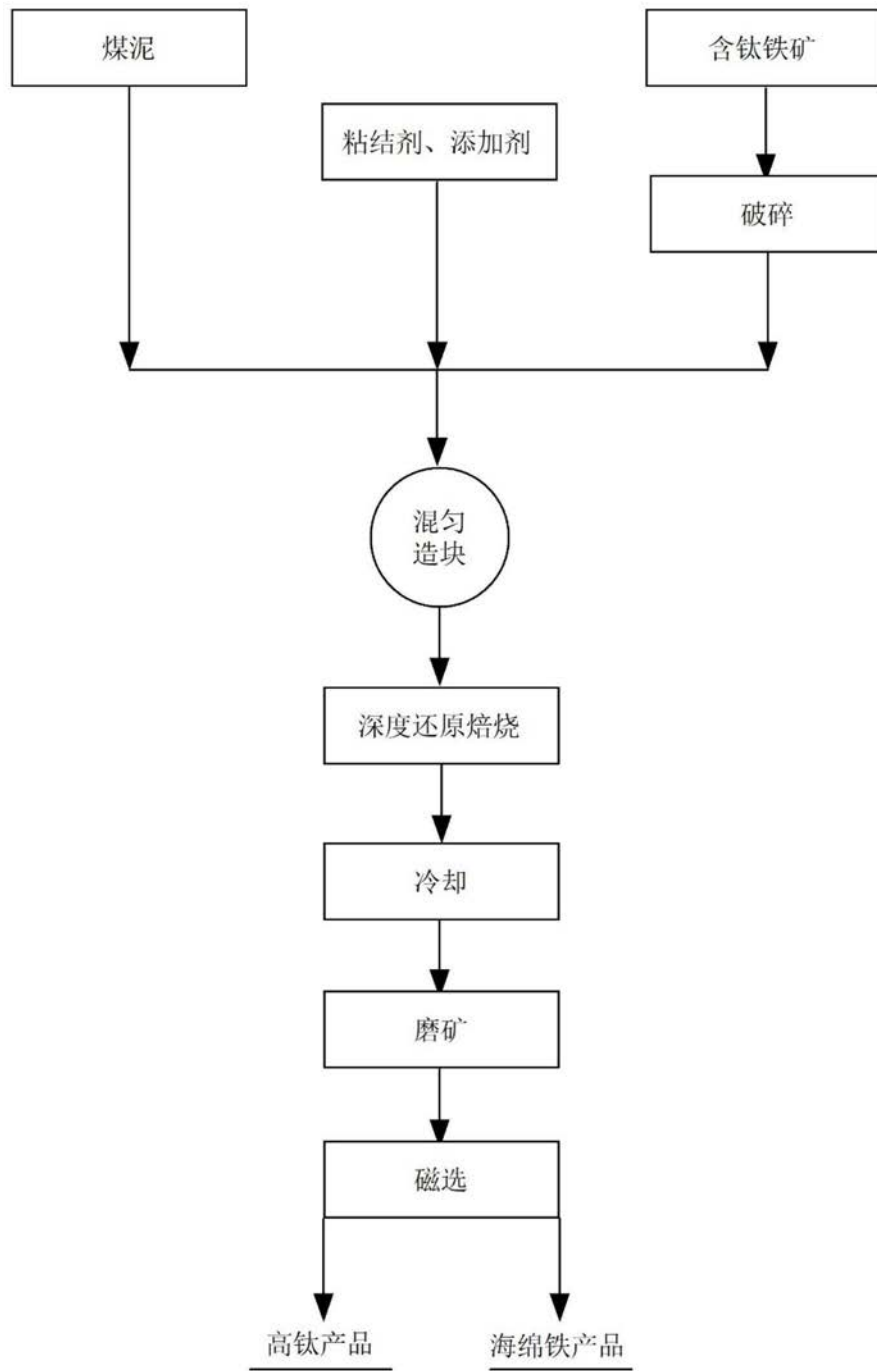 煤泥
含钛铁矿
粘结剂、添加剂
破碎
混匀
造块
深度还原焙烧
冷却
磨矿
磁选
高钛产品
海绵铁产品